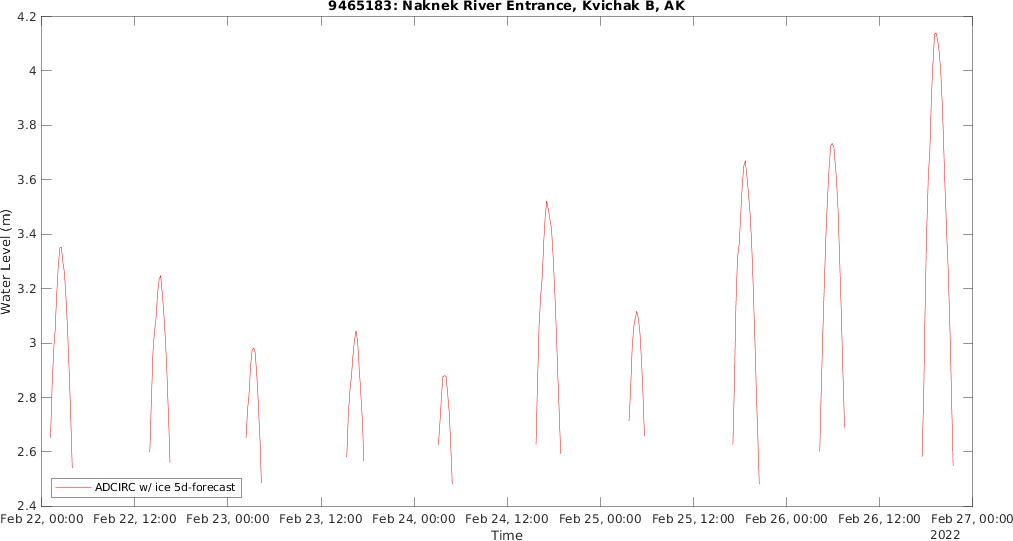 9465183: Naknek River Entrance, Kvichak B, AK
4.2
4
3.8
3.6
3.4
3.2
3
2.8
2.6
2.4
Water Level (m)
ADCIRC w/ ice 5d-forecast
Feb 22, 00:00 Feb 22, 12:00 Feb 23, 00:00 Feb 23, 12:00 Feb 24, 00:00 Feb 24, 12:00 Feb 25, 00:00 Feb 25, 12:00 Feb 26, 00:00 Feb 26, 12:00 Feb 27, 00:00
Time
2022